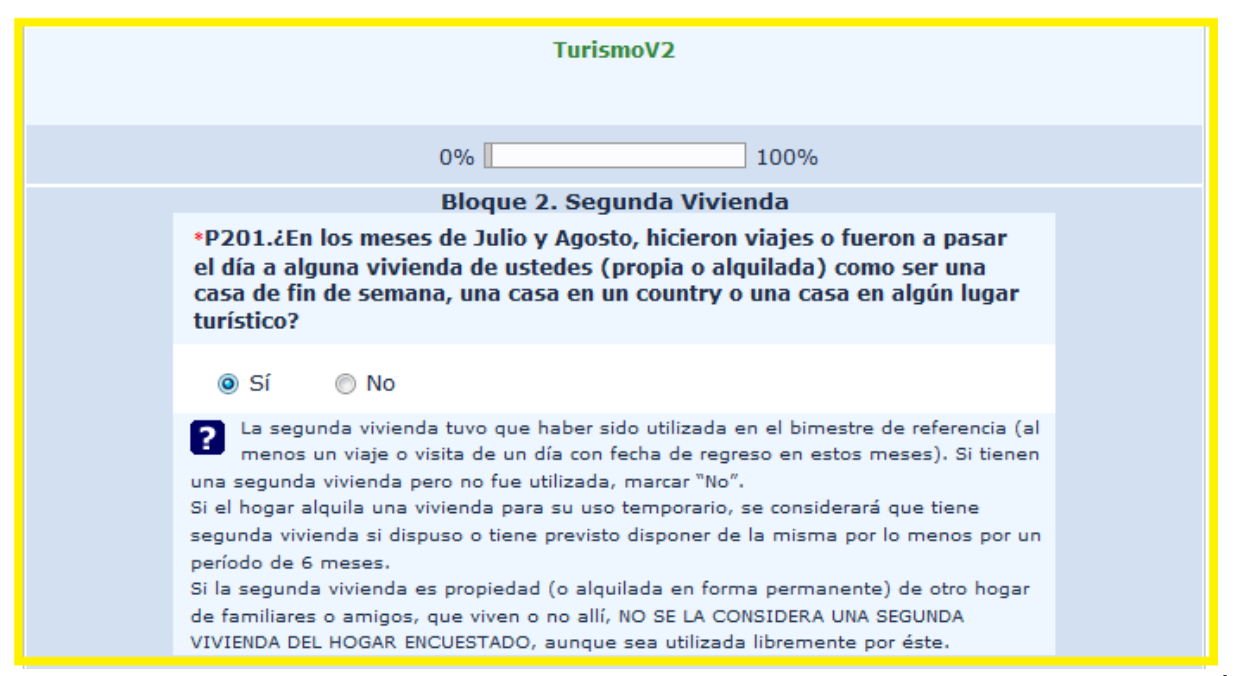 TurismoV2
0% 100%
Bloque 2. Segunda Vivienda
*P201.¿En los meses de Julio y Agosto, hicieron viajes o fueron a pasar
el día a alguna vivienda de ustedes (propia o alquilada) como ser una
casa de fin de semana, una casa en un country o una casa en algún lugar
turístico?
Sí No
? La segunda vivienda tuvo que haber sido utilizada en el bimestre de referencia (al
menos un viaje o visita de un día con fecha de regreso en estos meses). Si tienen
una segunda vivienda pero no fue utilizada, marcar “No”.
Si el hogar alquila una vivienda para su uso temporario, se considerará que tiene
segunda vivienda si dispuso o tiene previsto disponer de la misma por lo menos por un
período de 6 meses.
Si la segunda vivienda es propiedad (o alquilada en forma permanente) de otro hogar
de familiares o amigos, que viven o no allí, NO SE LA CONSIDERA UNA SEGUNDA
VIVIENDA DEL HOGAR ENCUESTADO, aunque sea utilizada libremente por éste.